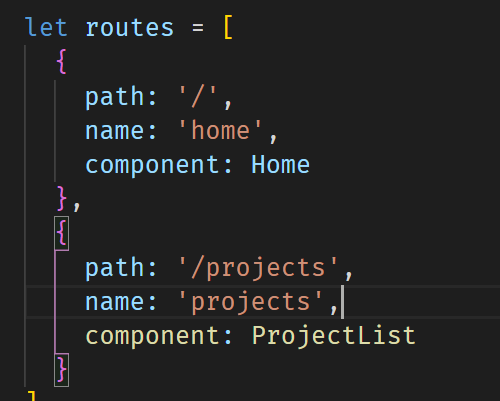 let routes = [
  {
    path: '/',
    name: 'home',
    component: Home
  },
  {
    path: '/projects',
    name: 'projects',
    component: ProjectList
  }
]